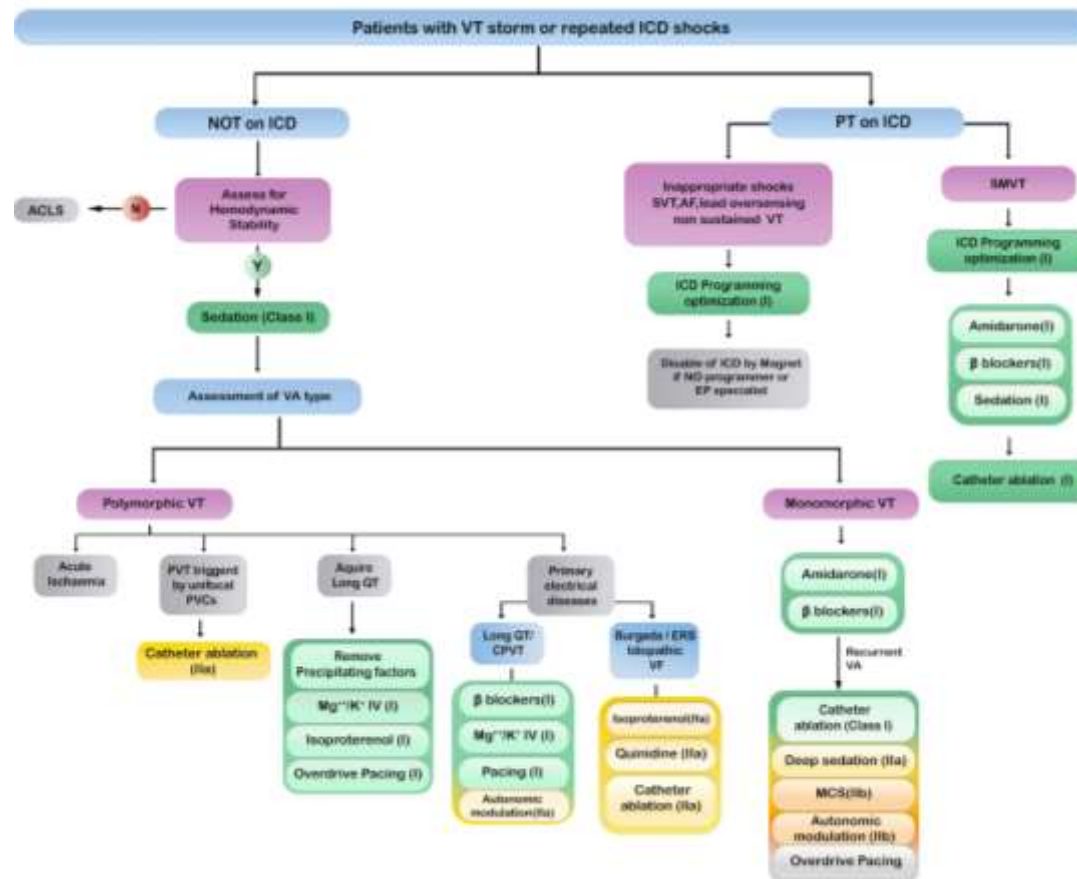 Patients with VT storm or repeated ICD shocks
NOT on ICD
PT on ICD
Assess for
Hemodynamic
Stability
N
ACLS
Y
Sedation (Class I)
Assessment of VA type
Inappropriate shocks
SVT,AF,lead oversensing
non sustained VT
ICD Programming
optimization (I)
Disable of ICD by Magnet
if NO programmer or
EP specialist
SMVT
ICD Programming
optimization (I)
Amidarone(I)
β blockers(I)
Sedation (I)
Catheter ablation (I)
Polymorphic VT
Monomorphic VT
Acute
Ischaemia
PVT triggent
by unifocal
PVCs
Catheter ablation
(IIa)
Aquire
Long QT
Remove
Precipitating factors
Mg⁺⁺/K⁺ IV (I)
Isoproterenol (I)
Overdrive Pacing (I)
Primary
electrical
diseases
Long QT/
CPVT
β blockers(I)
Mg⁺⁺/K⁺ IV (I)
Pacing (I)
Autonomic
modulation(IIa)
Burgada / ERS
Idopathic
VF
Isoproterenol(IIa)
Quinidine (IIa)
Catheter
ablation (IIa)
Amidarone(I)
β blockers(I)
Recurrent
VA
Catheter
ablation (Class I)
Deep sedation (IIa)
MCS(IIb)
Autonomic
modulation (IIb)
Overdrive Pacing